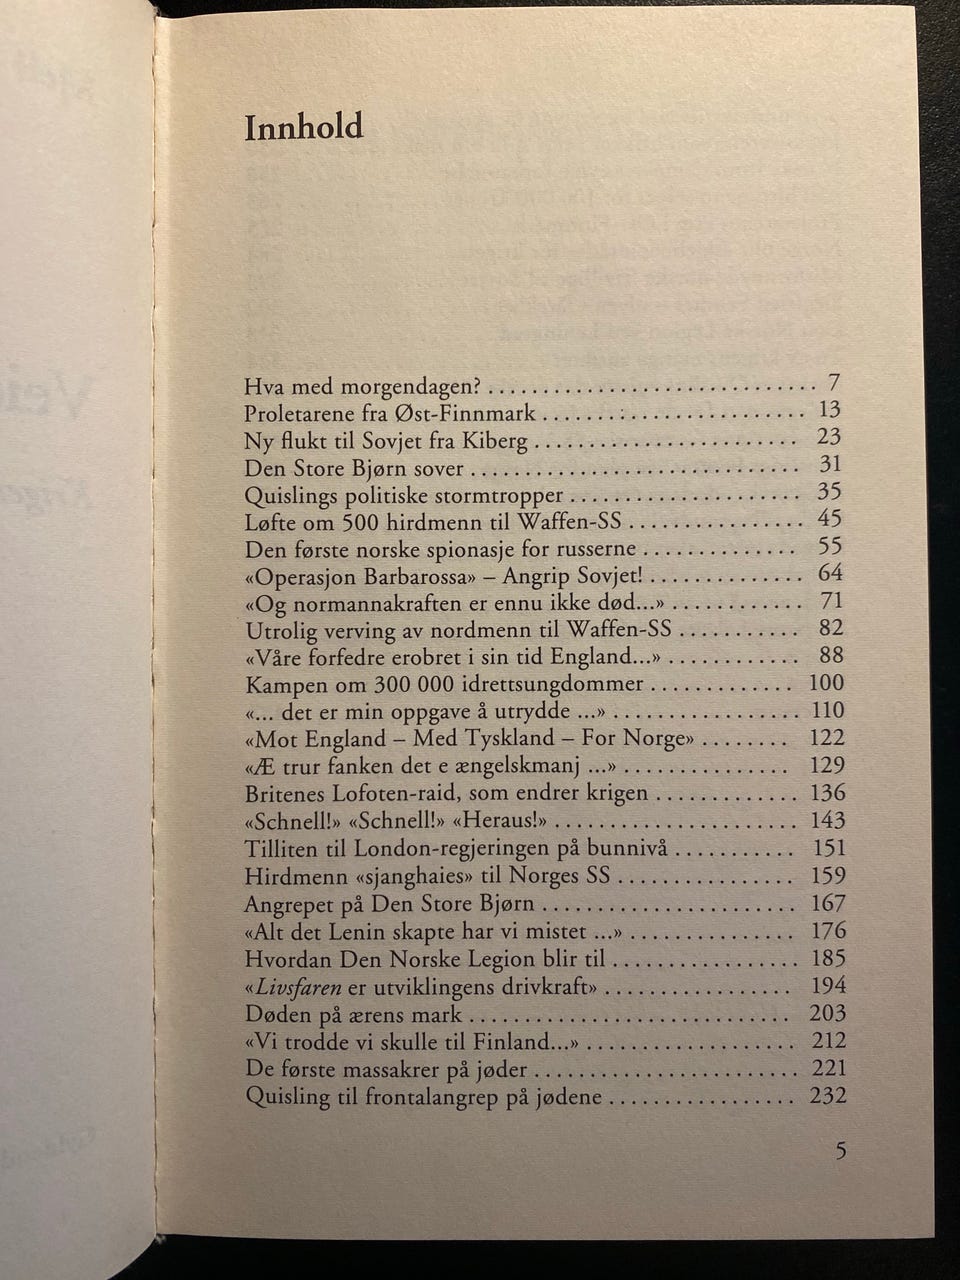 Innhold
Hva med morgendagen? ................................ 7
Proletarene fra Øst-Finnmark .......................... 13
Ny flukt til Sovjet fra Kiberg .......................... 23
Den Store Bjørn sover ................................ 31
Quislings politiske stormtropper ...................... 35
Løfte om 500 hirdmenn til Waffen-SS ................. 45
Den første norske spionasje for russerne ............... 55
«Operasjon Barbarossa» – Angrip Sovjet! ............... 64
«Og normannakraften er ennu ikke død...» ............. 71
Utrolig verving av nordmenn til Waffen-SS ............ 82
«Våre forfedre erobret i sin tid England...» ............. 88
Kampen om 300 000 idrettsungdommer .............. 100
«... det er min oppgave å utrydde ...» .................. 110
«Mot England – Med Tyskland – For Norge» ........ 122
«Æ trur fanken det e ængelskmanj ...» ................ 129
Britenes Lofoten-raid, som endrer krigen .............. 136
«Schnell!» «Schnell!» «Heraus!» ........................ 143
Tilliten til London-regjeringen på bunnivå ............ 151
Hirdmenn «sjanghaies» til Norges SS ................. 159
Angrepet på Den Store Bjørn ......................... 167
«Alt det Lenin skapte har vi mistet ...» ................ 176
Hvordan Den Norske Legion blir til .................. 185
«Livsfaren er utviklingens drivkraft» .................. 194
Døden på ærens mark ............................... 203
«Vi trodde vi skulle til Finland...» ..................... 212
De første massakrer på jøder .......................... 221
Quisling til frontalangrep på jødene .................. 232
5